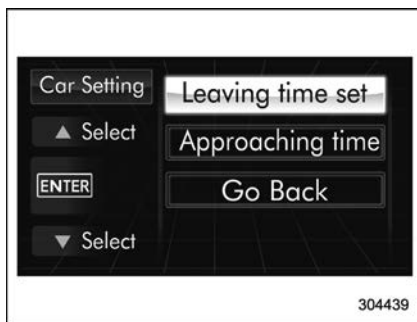 Car Setting
▲ Select
ENTER
▼ Select
Leaving time set
Approaching time
Go Back
304439